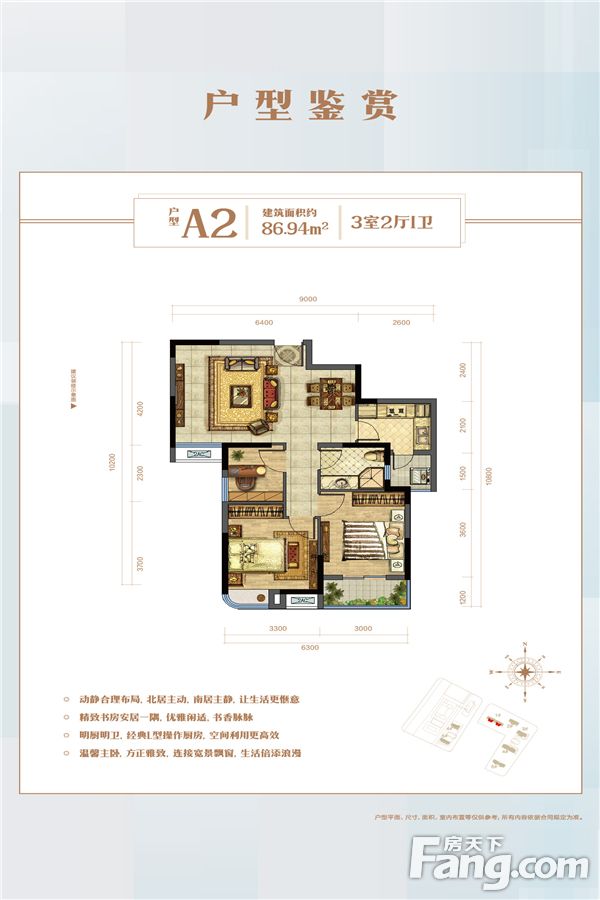 户型鉴赏
户型 A2
建筑面积约
86.94m²
3室2厅1卫
9000
6400
2600
4200
10200
2300
3700
2400
2100
1500
10800
3600
1200
AC
AC
3300
3000
6300
动静合理布局, 北居主动, 南居主静, 让生活更惬意
精致书房安居一隅, 优雅闲适, 书香脉脉
明厨明卫, 经典L型操作厨房, 空间利用更高效
温馨主卧, 方正雅致, 连接宽景飘窗, 生活倍添浪漫
N
E
S
W
户型平面、尺寸、面积、室内布置等仅供参考, 所有内容依据合同裁定为准。
房天下
Fang.com